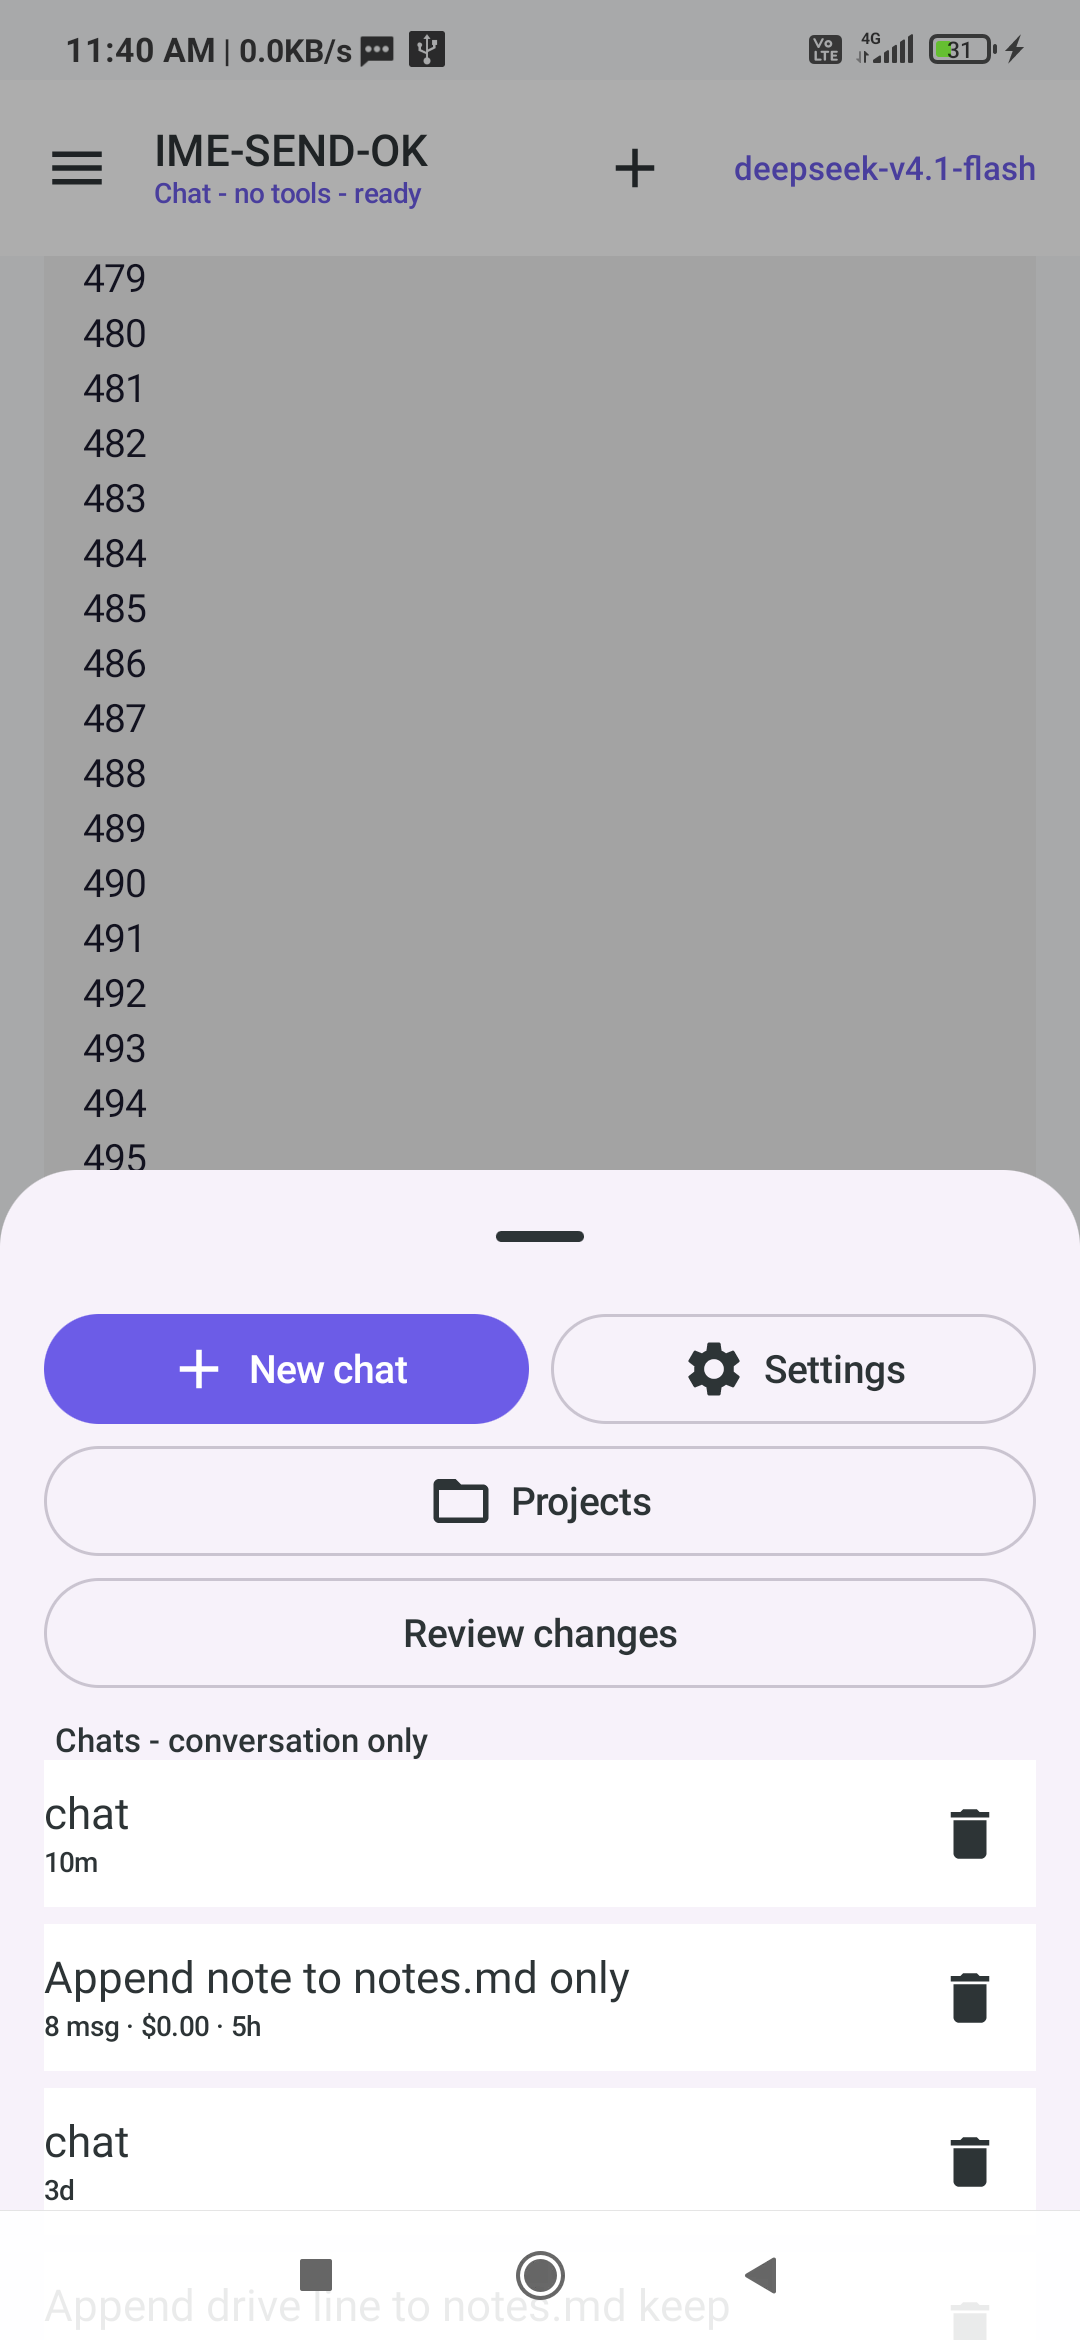 11:40 AM | 0.0KB/s
Vo LTE 4G 31
IME-SEND-OK
Chat - no tools - ready
deepseek-v4.1-flash
479
480
481
482
483
484
485
486
487
488
489
490
491
492
493
494
495
New chat
Settings
Projects
Review changes
Chats - conversation only
chat
10m
Append note to notes.md only
8 msg · $0.00 · 5h
chat
3d
Append drive line to notes.md keep